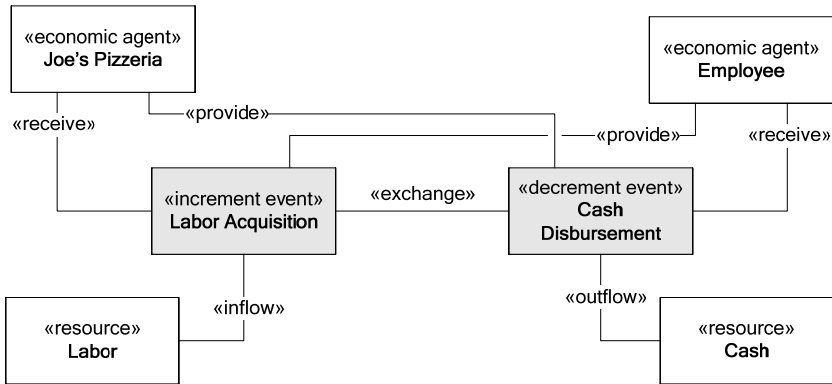 «economic agent»
Joe's Pizzeria
«economic agent»
Employee
«receive»
«provide»
«provide»
«receive»
«increment event»
Labor Acquisition
«exchange»
«decrement event»
Cash
Disbursement
«inflow»
«outflow»
«resource»
Labor
«resource»
Cash